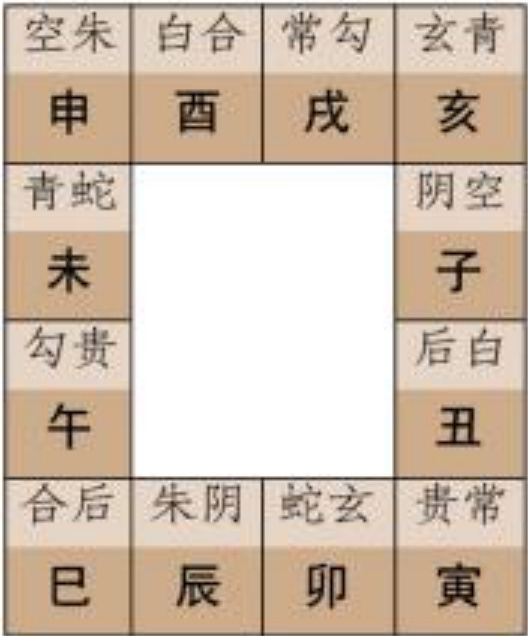 空朱 白合 常勾 玄青
申 酉 戌 亥
青蛇 阴空
未 子
勾贵 后白
午 丑
合后 朱阴 蛇玄 贵常
巳 辰 卯 寅